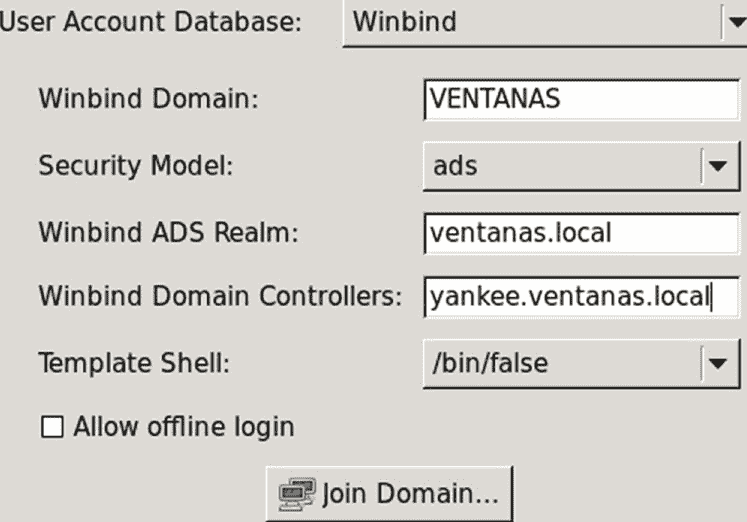 User Account Database: Winbind
Winbind Domain: VENTANAS
Security Model: ads
Winbind ADS Realm: ventanas.local
Winbind Domain Controllers: yankee.ventanas.local
Template Shell: /bin/false
Allow offline login
Join Domain...